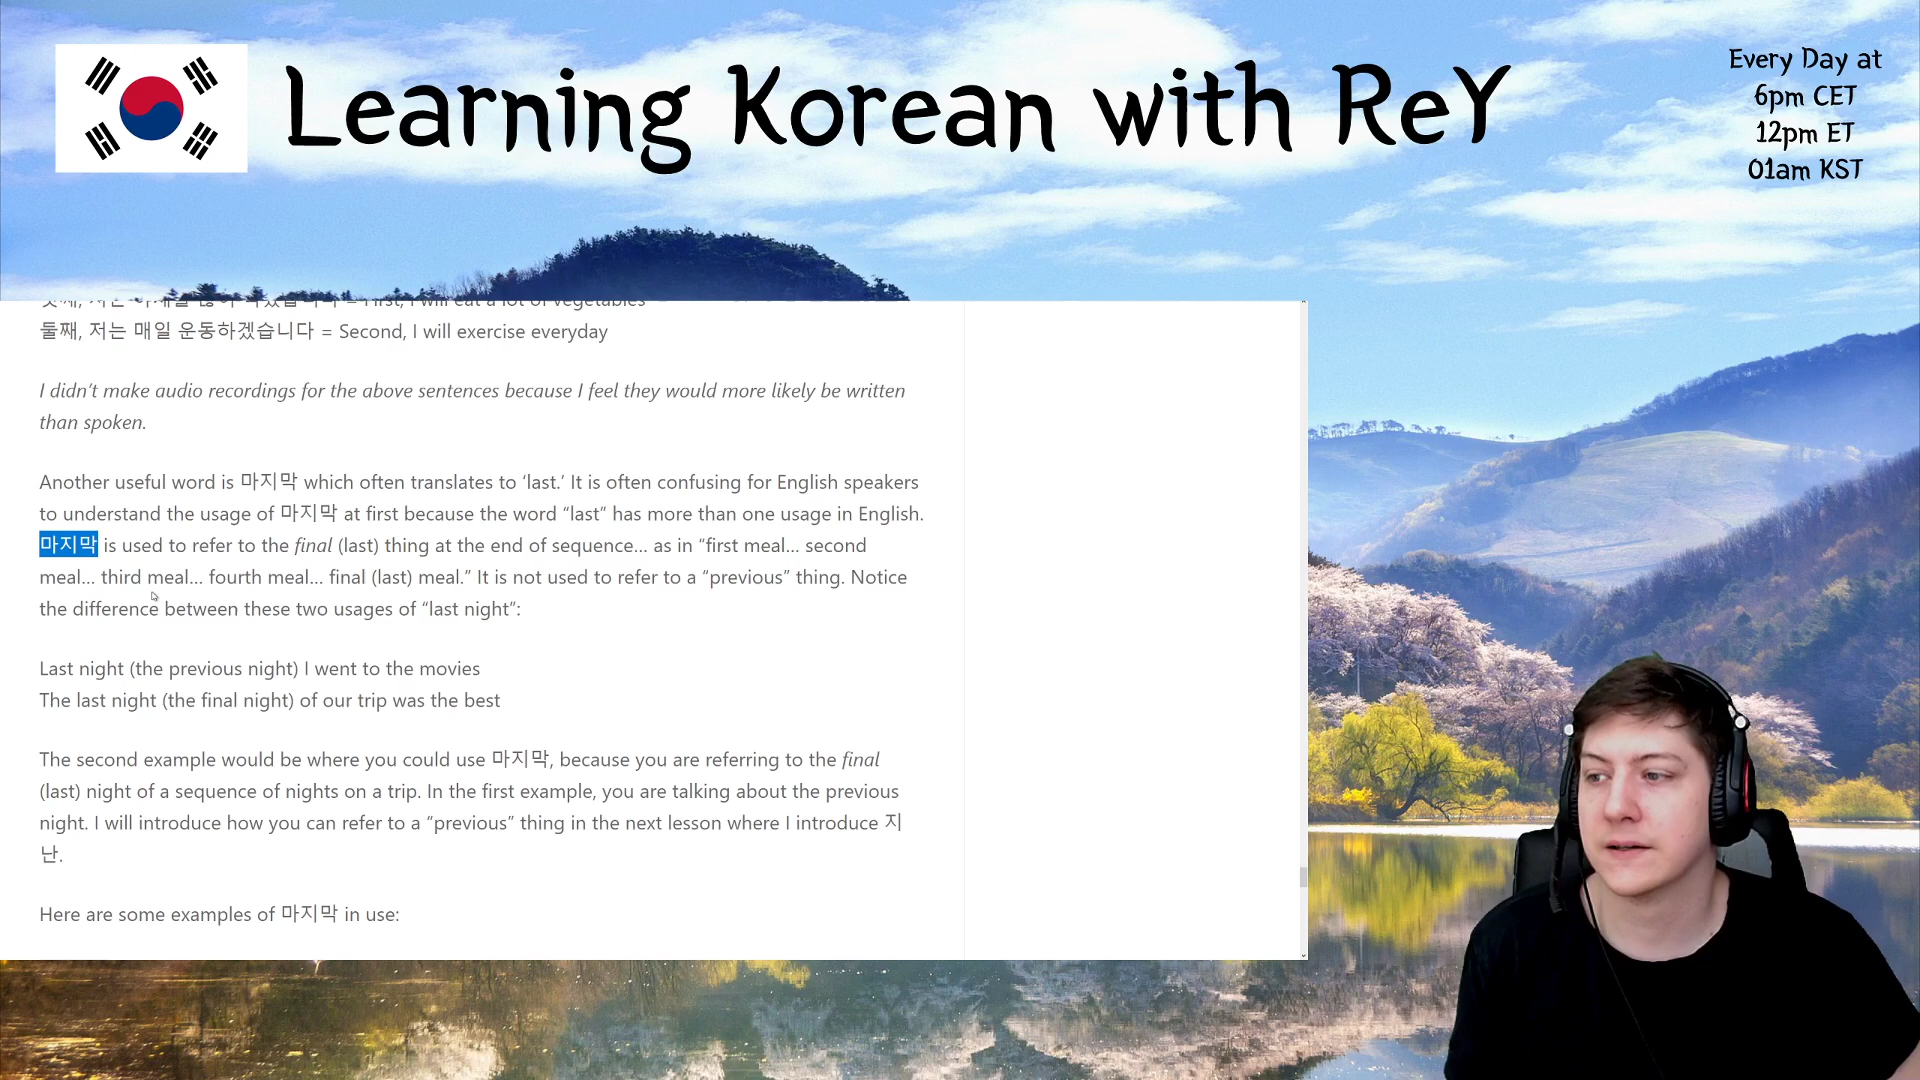 Learning Korean with ReY
Every Day at
6pm CET
12pm ET
01am KST
= First, I will eat a lot of vegetables
둘째, 저는 매일 운동하겠습니다 = Second, I will exercise everyday
I didn’t make audio recordings for the above sentences because I feel they would more likely be written
than spoken.
Another useful word is 마지막 which often translates to ‘last.’ It is often confusing for English speakers
to understand the usage of 마지막 at first because the word “last” has more than one usage in English.
마지막 is used to refer to the final (last) thing at the end of sequence… as in “first meal… second
meal… third meal… fourth meal… final (last) meal.” It is not used to refer to a “previous” thing. Notice
the difference between these two usages of “last night”:
Last night (the previous night) I went to the movies
The last night (the final night) of our trip was the best
The second example would be where you could use 마지막, because you are referring to the final
(last) night of a sequence of nights on a trip. In the first example, you are talking about the previous
night. I will introduce how you can refer to a “previous” thing in the next lesson where I introduce 지
난.
Here are some examples of 마지막 in use: